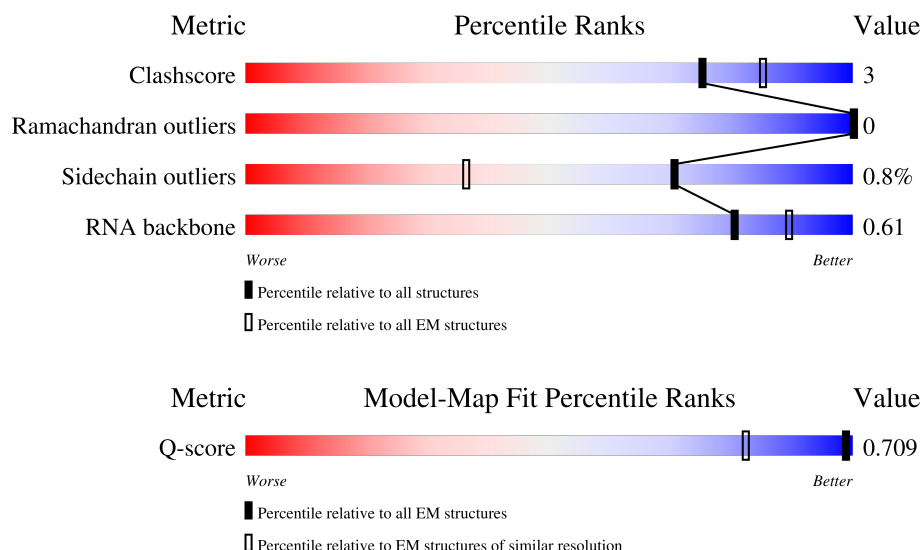 Metric Percentile Ranks Value
Clashscore 3
Ramachandran outliers 0
Sidechain outliers 0.8%
RNA backbone 0.61
Worse Better
Percentile relative to all structures
Percentile relative to all EM structures
Metric Model-Map Fit Percentile Ranks Value
Q-score 0.709
Worse Better
Percentile relative to all EM structures
Percentile relative to EM structures of similar resolution